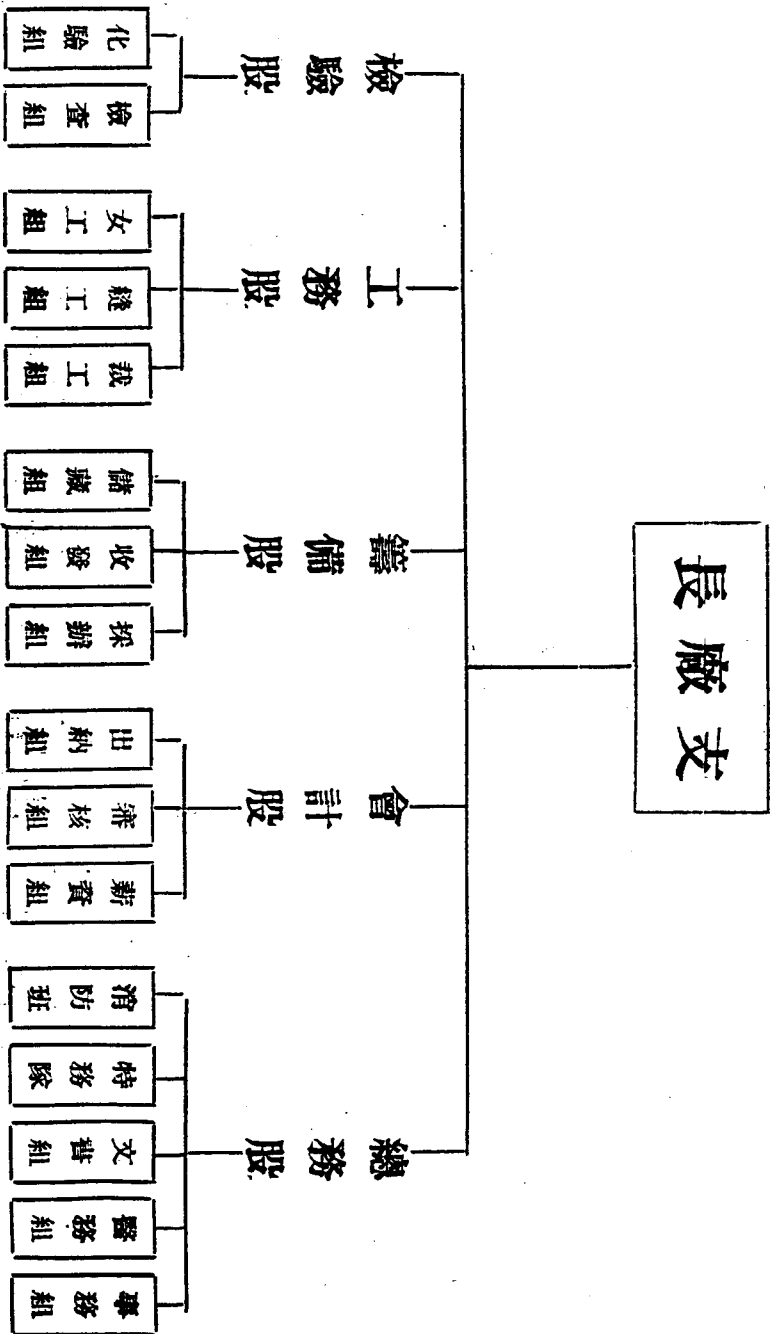 支廠長
總務股
會計股
籌備股
工務股
檢驗股
事務組
醫務組
文書組
特務隊
消防班
薪資組
審核組
出納組
採辦組
收發組
儲藏組
裁工組
縫工組
女工組
檢查組
化驗組